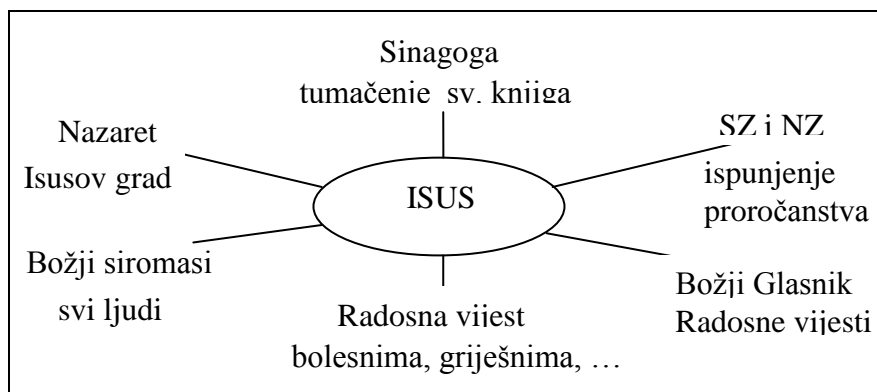 Sinagoga
tumačenje sv. knjiga
Nazaret
Isusov grad
SZ i NZ
ispunjenje
proročanstva
ISUS
Božji siromasi
svi ljudi
Božji Glasnik
Radosne vijesti
Radosna vijest
bolesnima, griješnima, …